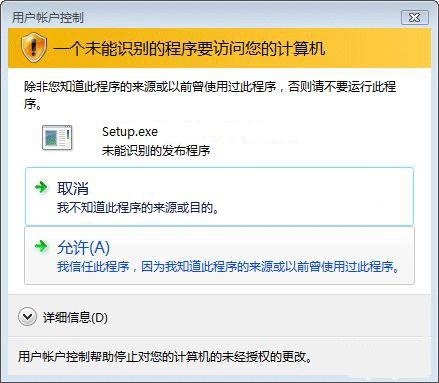 用户帐户控制
一个未能识别的程序要访问您的计算机
除非您知道此程序的来源或以前曾使用过此程序，否则请不要运行此程
序。
Setup.exe
未能识别的发布程序
取消
我不知道此程序的来源或目的。
允许(A)
我信任此程序，因为我知道此程序的来源或以前曾使用过此程序。
详细信息(D)
用户帐户控制帮助停止对您的计算机的未经授权的更改。